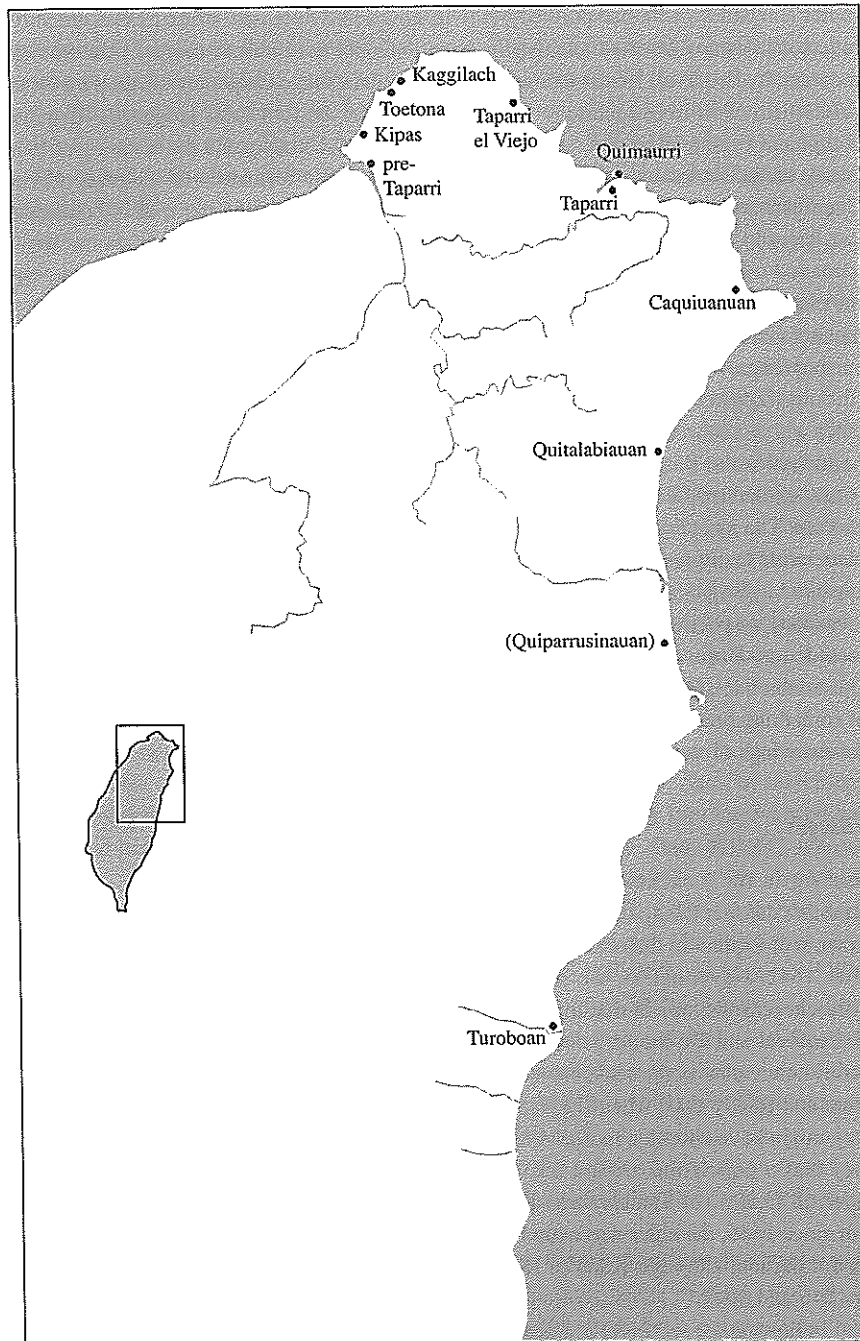 Kaggilach
Toetona
Taparri
el Viejo
Kipas
Quimaurri
pre-
Taparri
Taparri
Caquiuanuan
Quitalabiauan
(Quiparrusinauan)
Turoboan